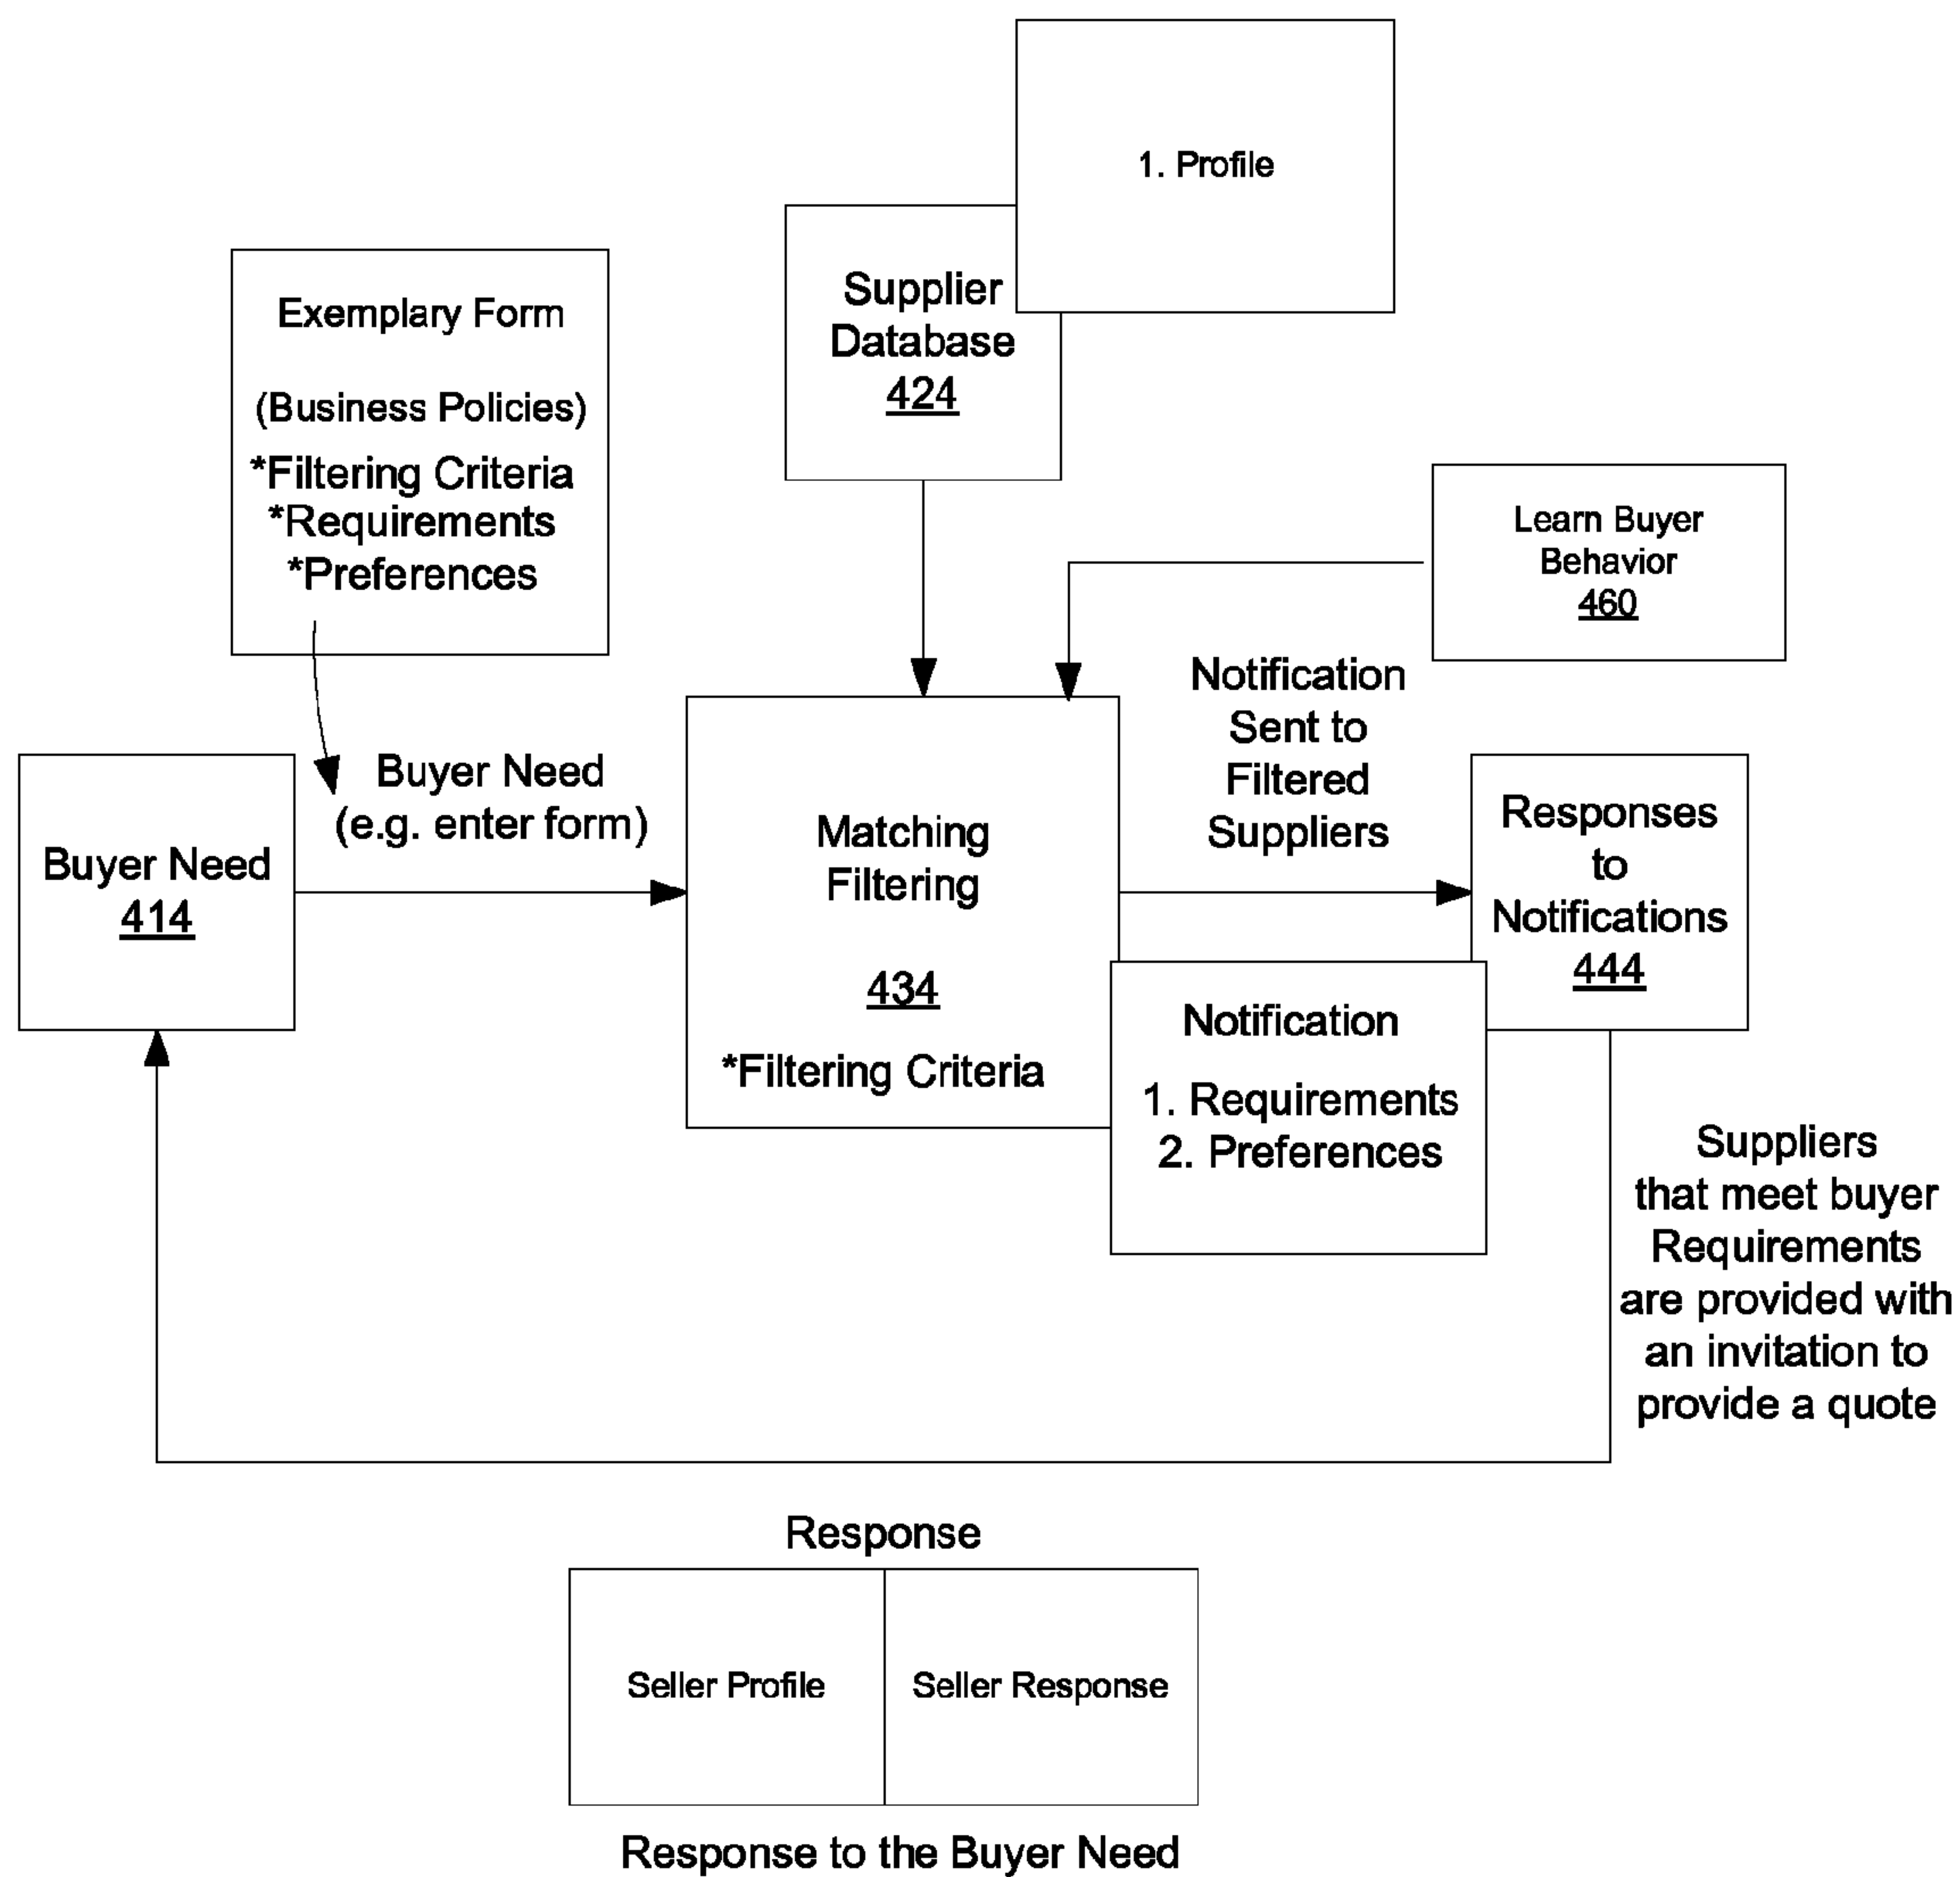 1. Profile
Supplier
Database
424
Exemplary Form
(Business Policies)
*Filtering Criteria
*Requirements
*Preferences
Learn Buyer
Behavior
460
Notification
Sent to
Filtered
Suppliers
Buyer Need
(e.g. enter form)
Buyer Need
414
Matching
Filtering
434
*Filtering Criteria
Responses
to
Notifications
444
Notification
1. Requirements
2. Preferences
Suppliers
that meet buyer
Requirements
are provided with
an invitation to
provide a quote
Response
Seller Profile
Seller Response
Response to the Buyer Need